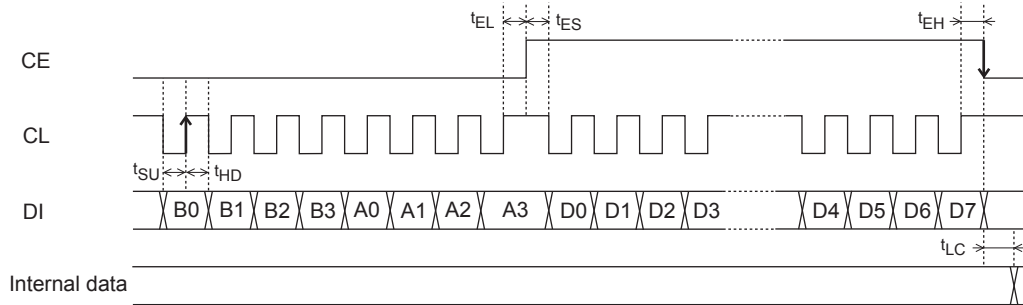 tEL tES tEH
CE
CL
tSU tHD
DI B0 B1 B2 B3 A0 A1 A2 A3 D0 D1 D2 D3 D4 D5 D6 D7
tLC
Internal data